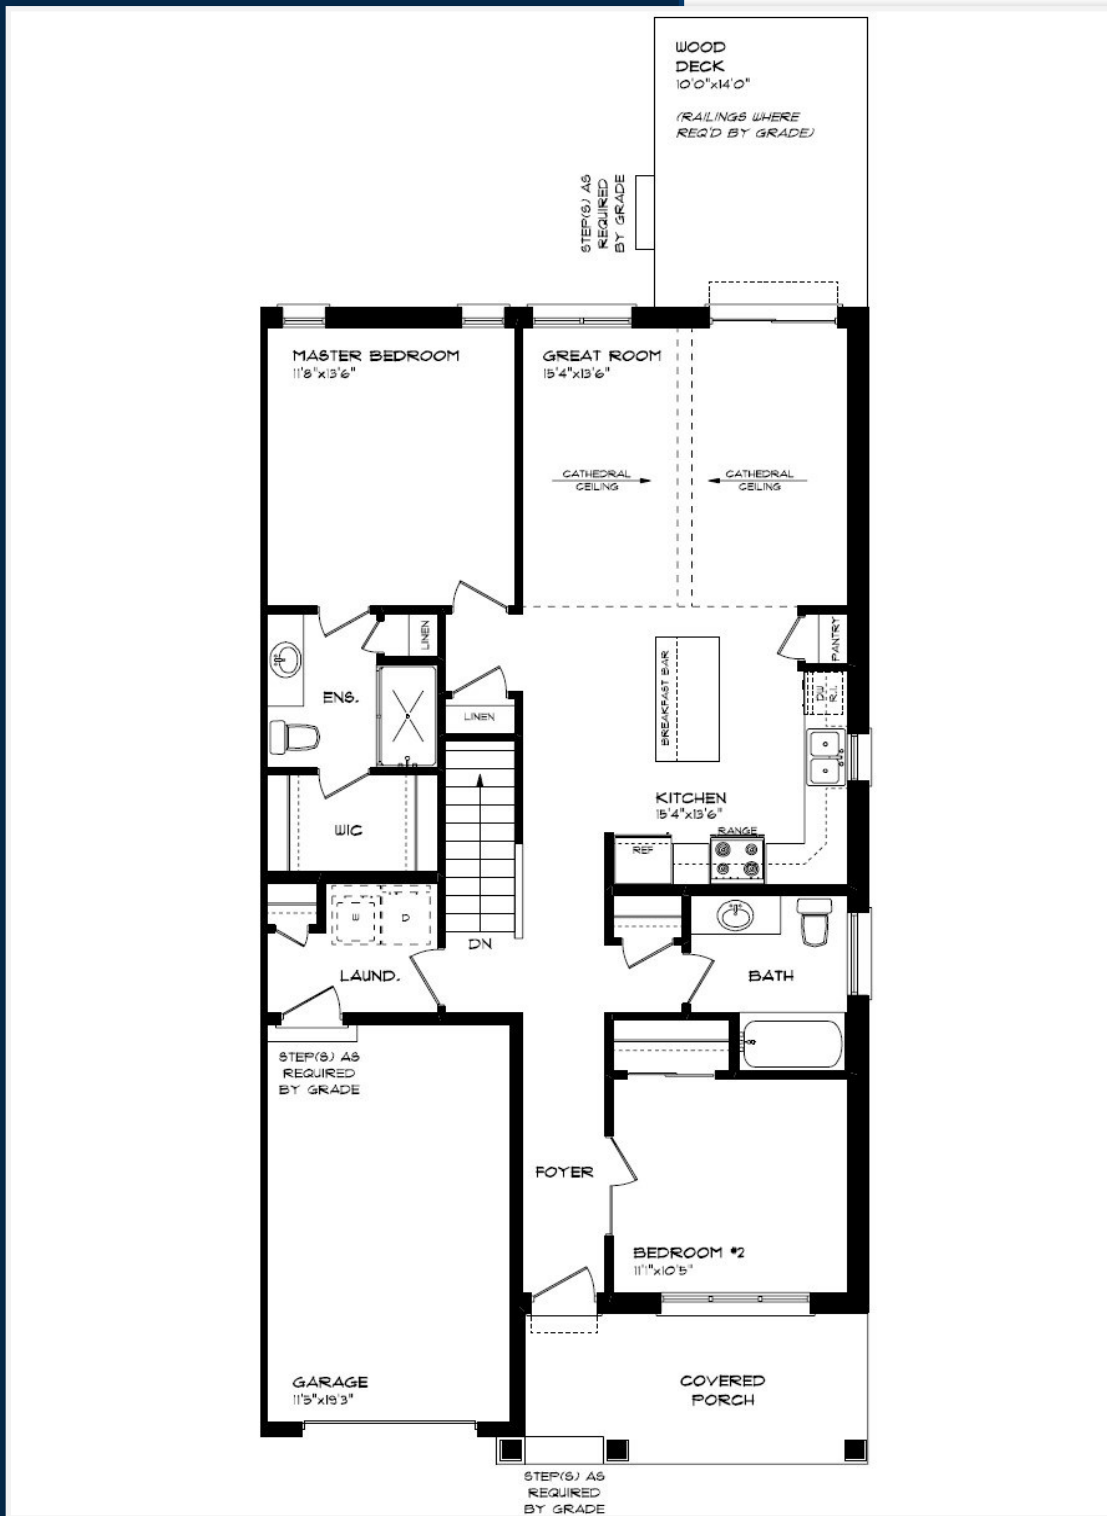 WOOD
DECK
10'0"x14'0"
(RAILINGS WHERE
REQ'D BY GRADE)
STEP(S) AS
REQUIRED
BY GRADE
MASTER BEDROOM
11'8"x13'6"
GREAT ROOM
15'4"x13'6"
CATHEDRAL
CEILING
CATHEDRAL
CEILING
LINEN
PANTRY
ENS.
LINEN
BREAKFAST BAR
DW
R.I.
KITCHEN
15'4"x13'6"
WIC
RANGE
REF
DN
D
LAUND.
BATH
STEP(S) AS
REQUIRED
BY GRADE
FOYER
BEDROOM #2
11'1"x10'5"
GARAGE
11'5"x19'3"
COVERED
PORCH
STEP(S) AS
REQUIRED
BY GRADE